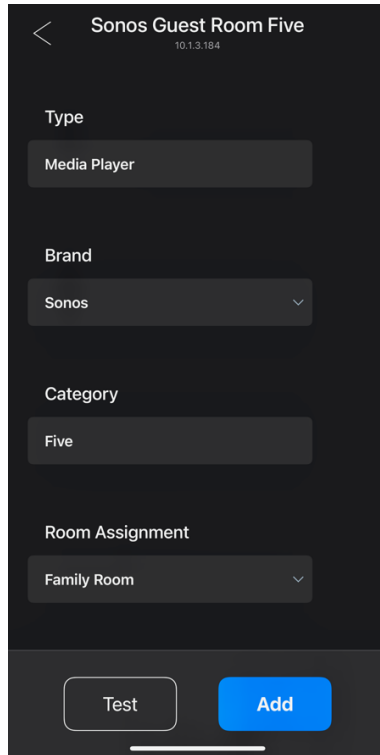 Sonos Guest Room Five
10.1.3.184
Type
Media Player
Brand
Sonos
Category
Five
Room Assignment
Family Room
Test
Add